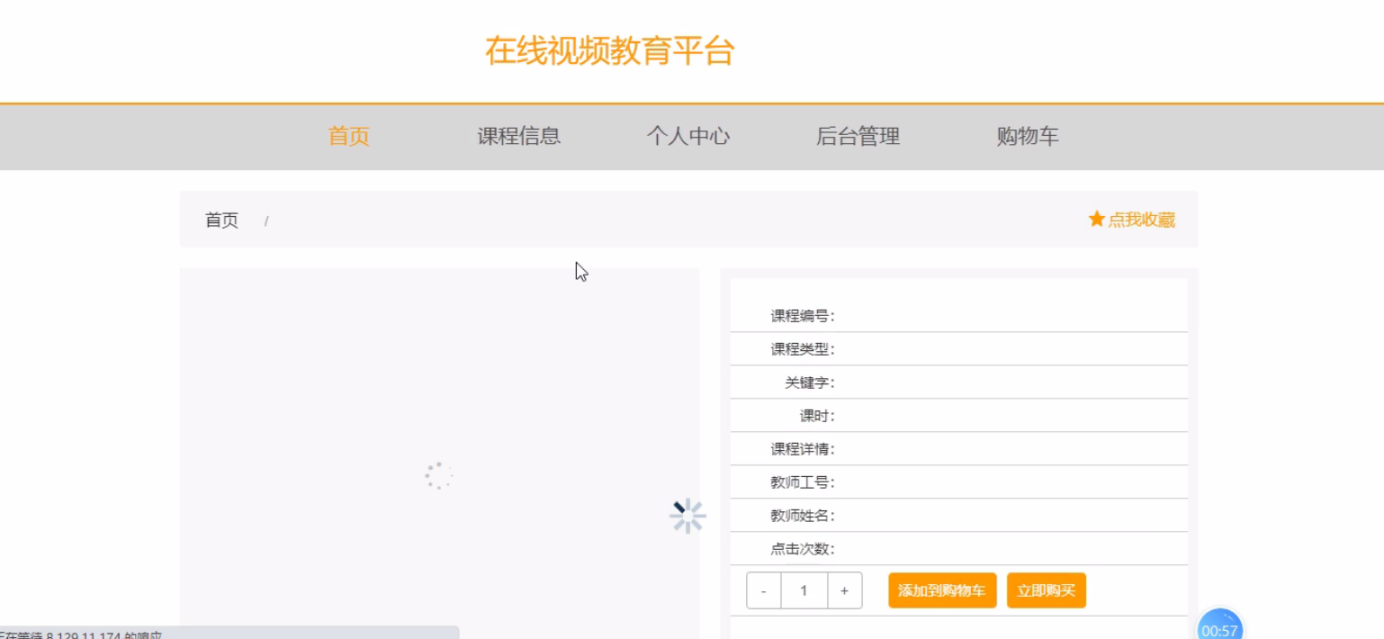 在线视频教育平台
首页 课程信息 个人中心 后台管理 购物车
首页 / ★点我收藏
课程编号：
课程类型：
关键字：
课时：
课程详情：
教师工号：
教师姓名：
点击次数：
- 1 + 添加到购物车 立即购买
00:57
正在等待 8.129.11.174 的响应